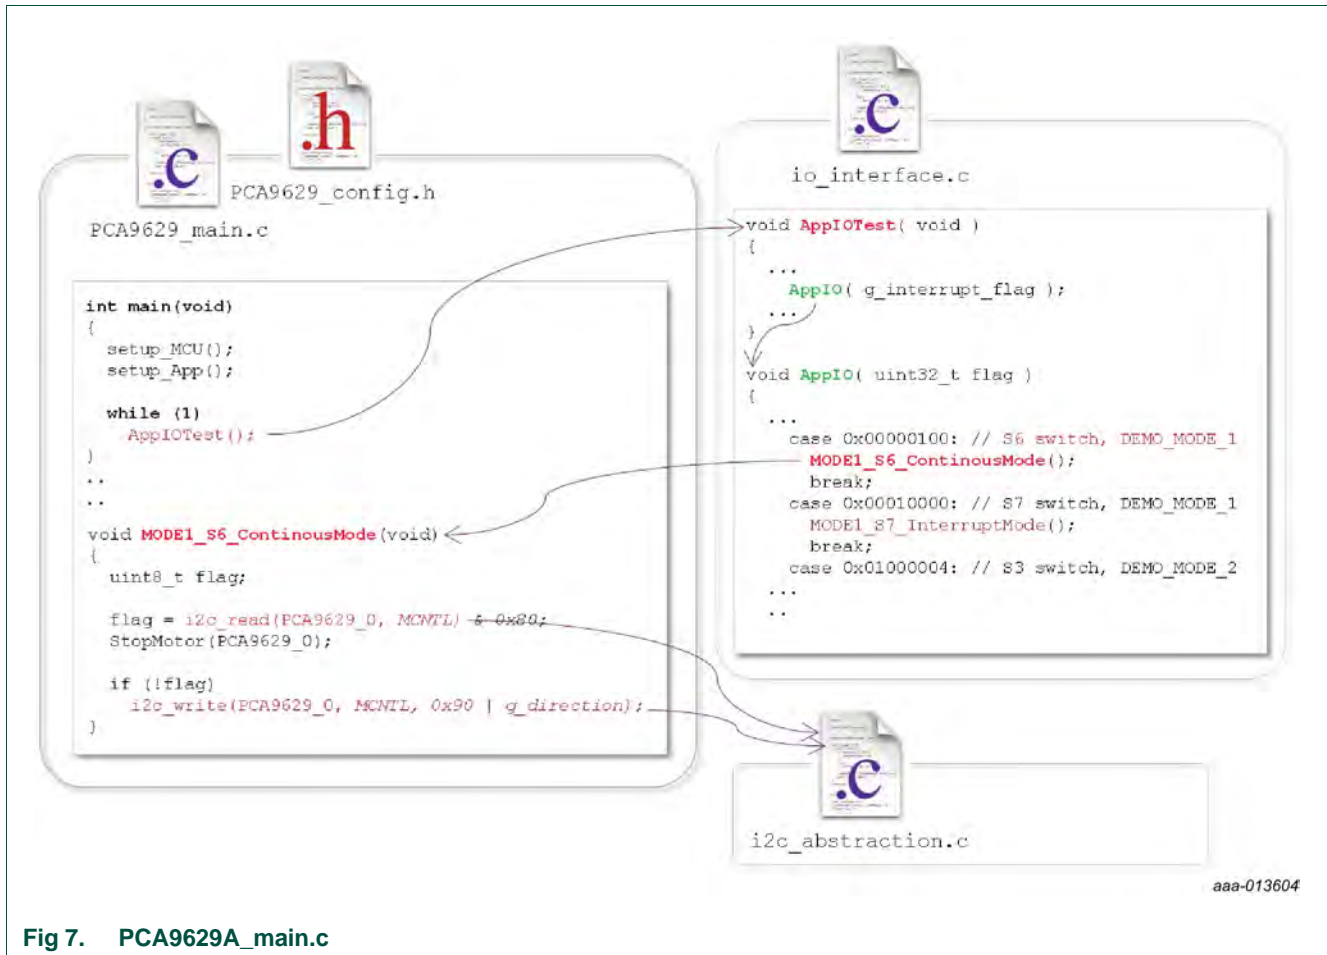 .c
.h
PCA9629_config.h
PCA9629_main.c
int main(void)
{
setup_MCU();
setup_App();
while (1)
AppIOTest();
}
..
..
void MODE1_S6_ContinousMode(void)
{
uint8_t flag;
flag = i2c_read(PCA9629_0, MCNTL) & 0x80;
StopMotor(PCA9629_0);
if (!flag)
i2c_write(PCA9629_0, MCNTL, 0x90 | g_direction);
}
.c
io_interface.c
void AppIOTest( void )
{
...
AppIO( g_interrupt_flag );
...
}
void AppIO( uint32_t flag )
{
...
case 0x00000100: // S6 switch, DEMO_MODE_1
MODE1_S6_ContinousMode();
break;
case 0x00010000: // S7 switch, DEMO_MODE_1
MODE1_S7_InterruptMode();
break;
case 0x01000004: // S3 switch, DEMO_MODE_2
...
..
.c
i2c_abstraction.c
aaa-013604
Fig 7. PCA9629A_main.c